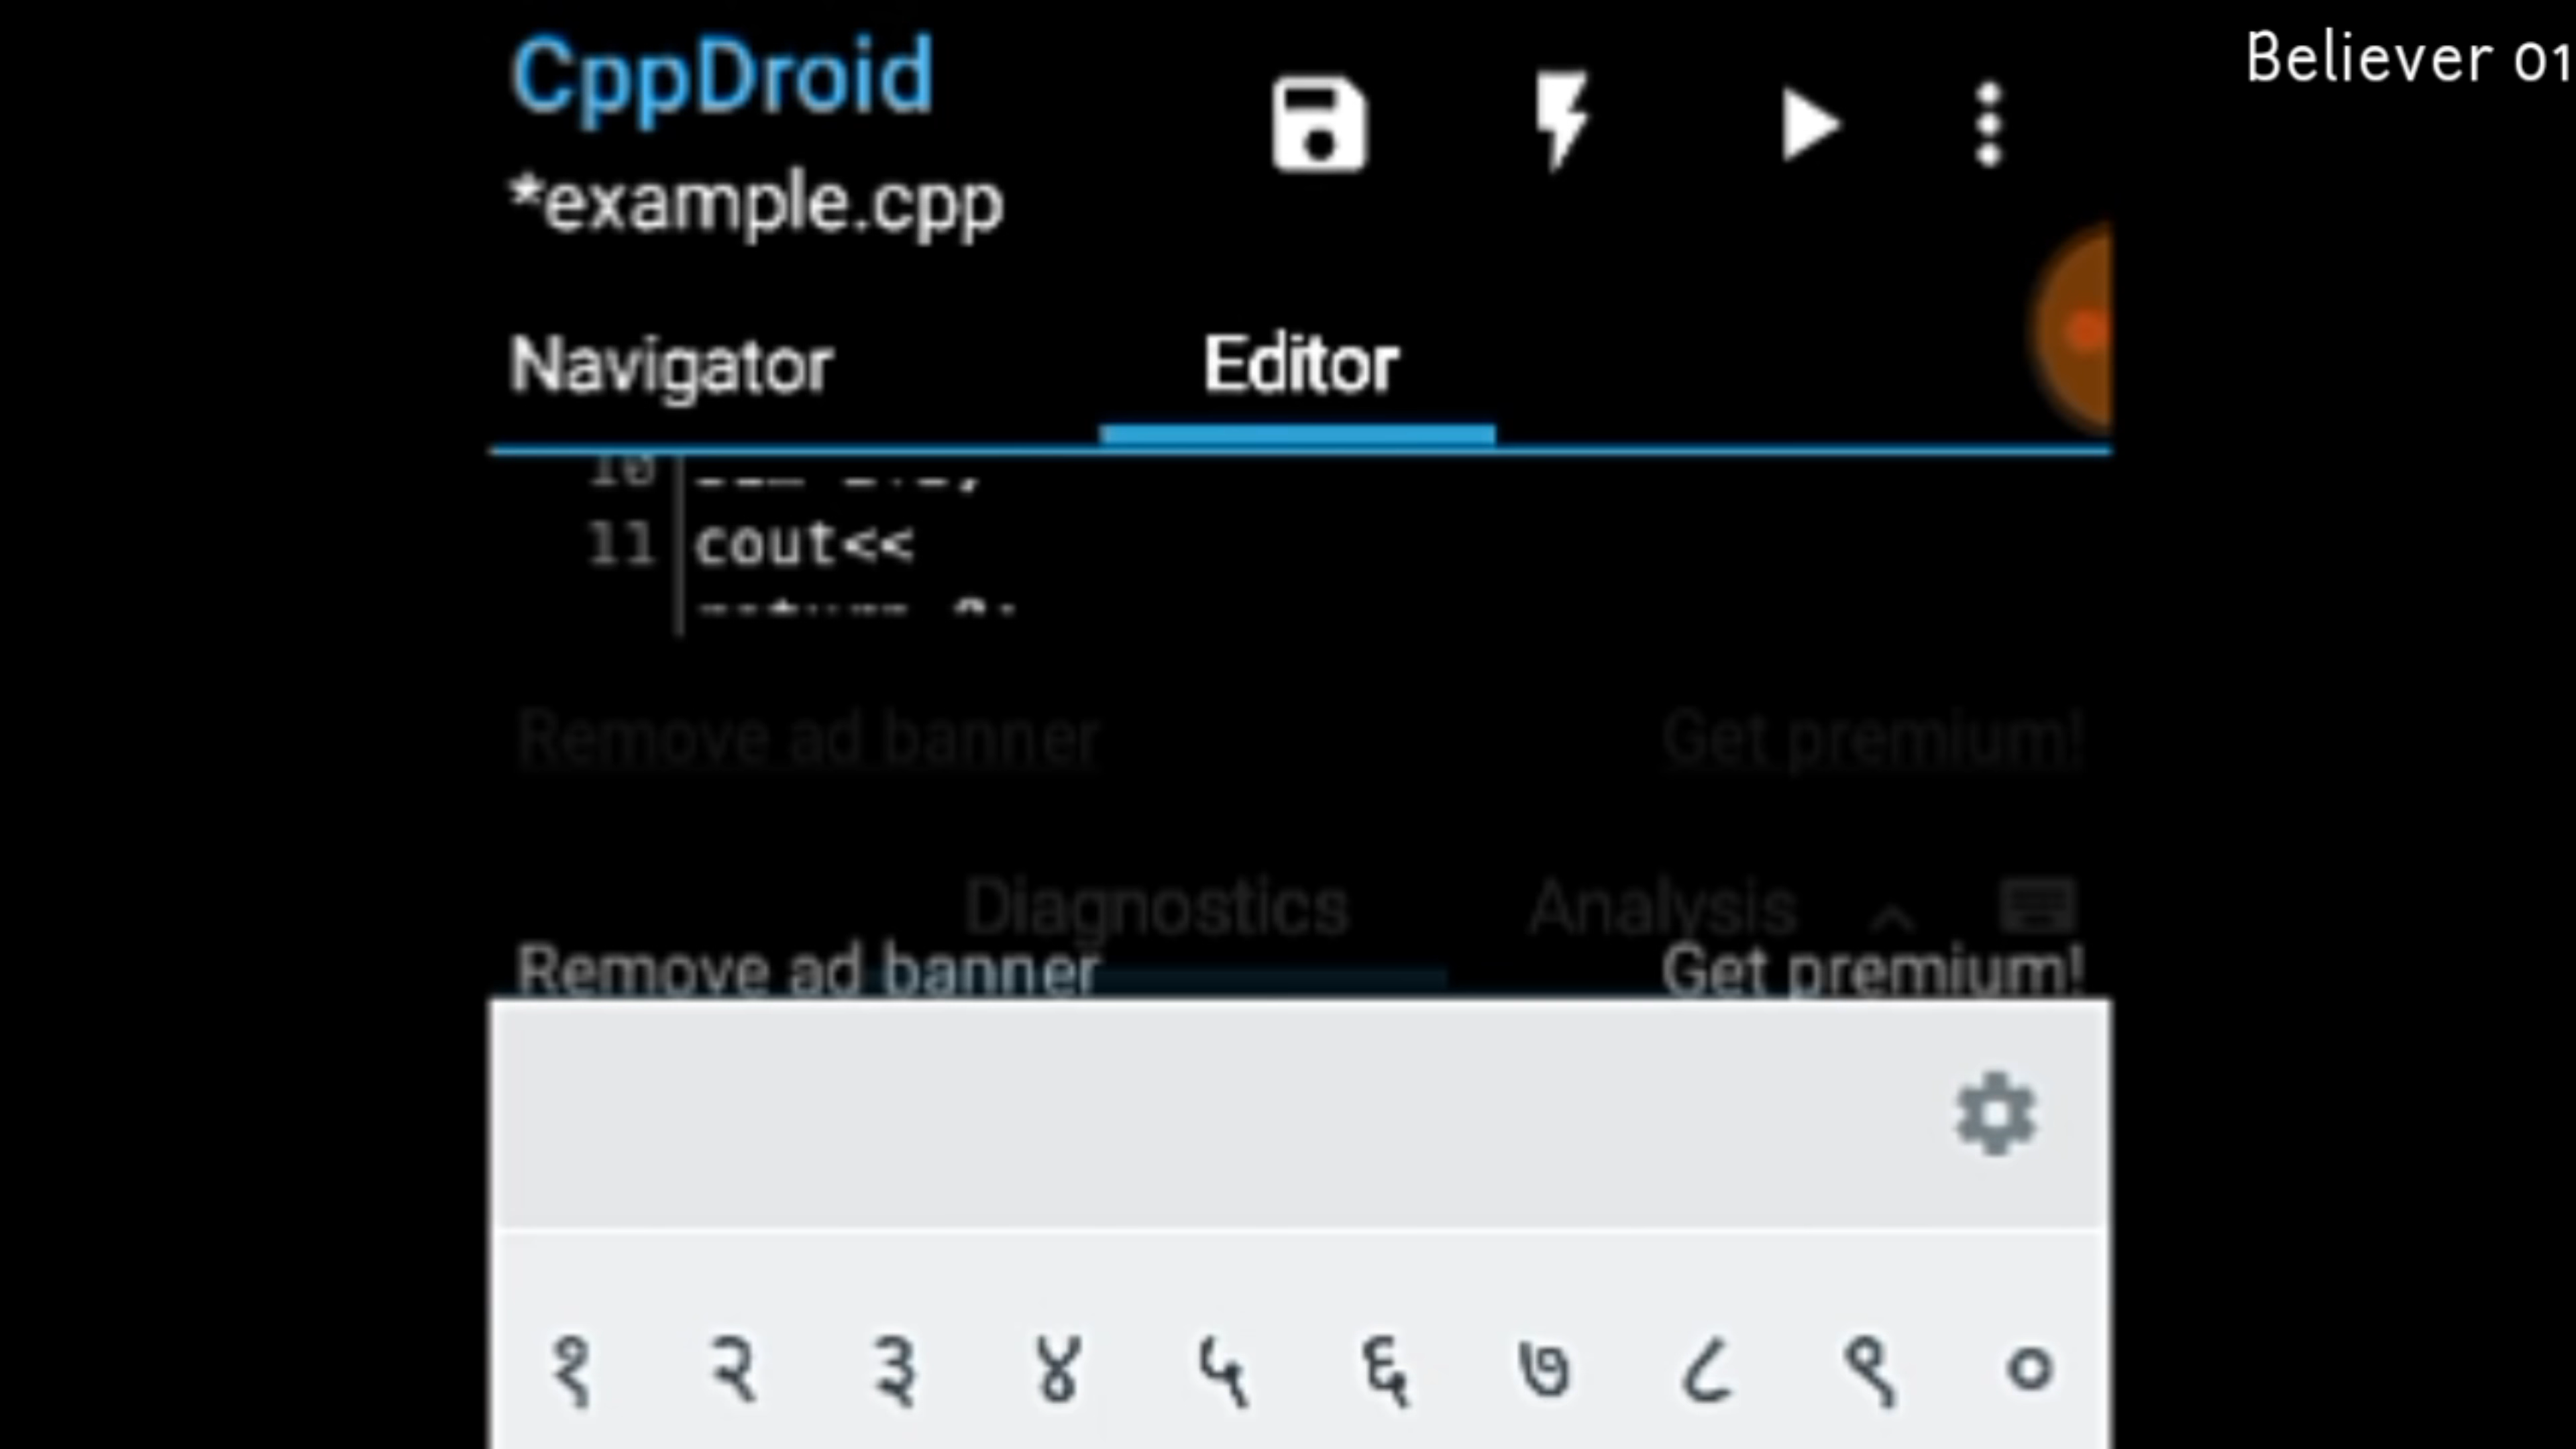 CppDroid
Believer 01
*example.cpp
Navigator Editor
10
11 cout<<
Remove ad banner Get premium!
Diagnostics Analysis
Remove ad banner Get premium!
१ २ ३ ४ ५ ६ ७ ८ ९ ०